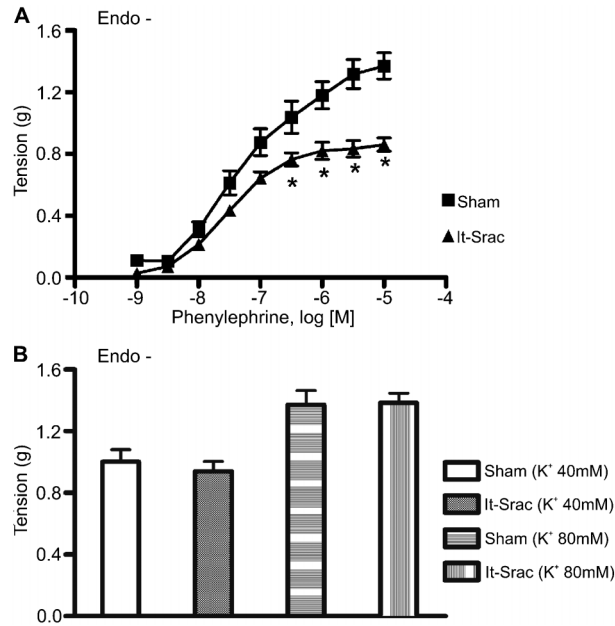 A
Endo -
1.6
1.2
0.8
0.4
0.0
Tension (g)
* * * *
-10 -9 -8 -7 -6 -5 -4
Phenylephrine, log [M]
Sham
It-Srac
B
Endo -
1.6
1.2
0.8
0.4
0.0
Tension (g)
Sham (K⁺ 40mM)
It-Srac (K⁺ 40mM)
Sham (K⁺ 80mM)
It-Srac (K⁺ 80mM)